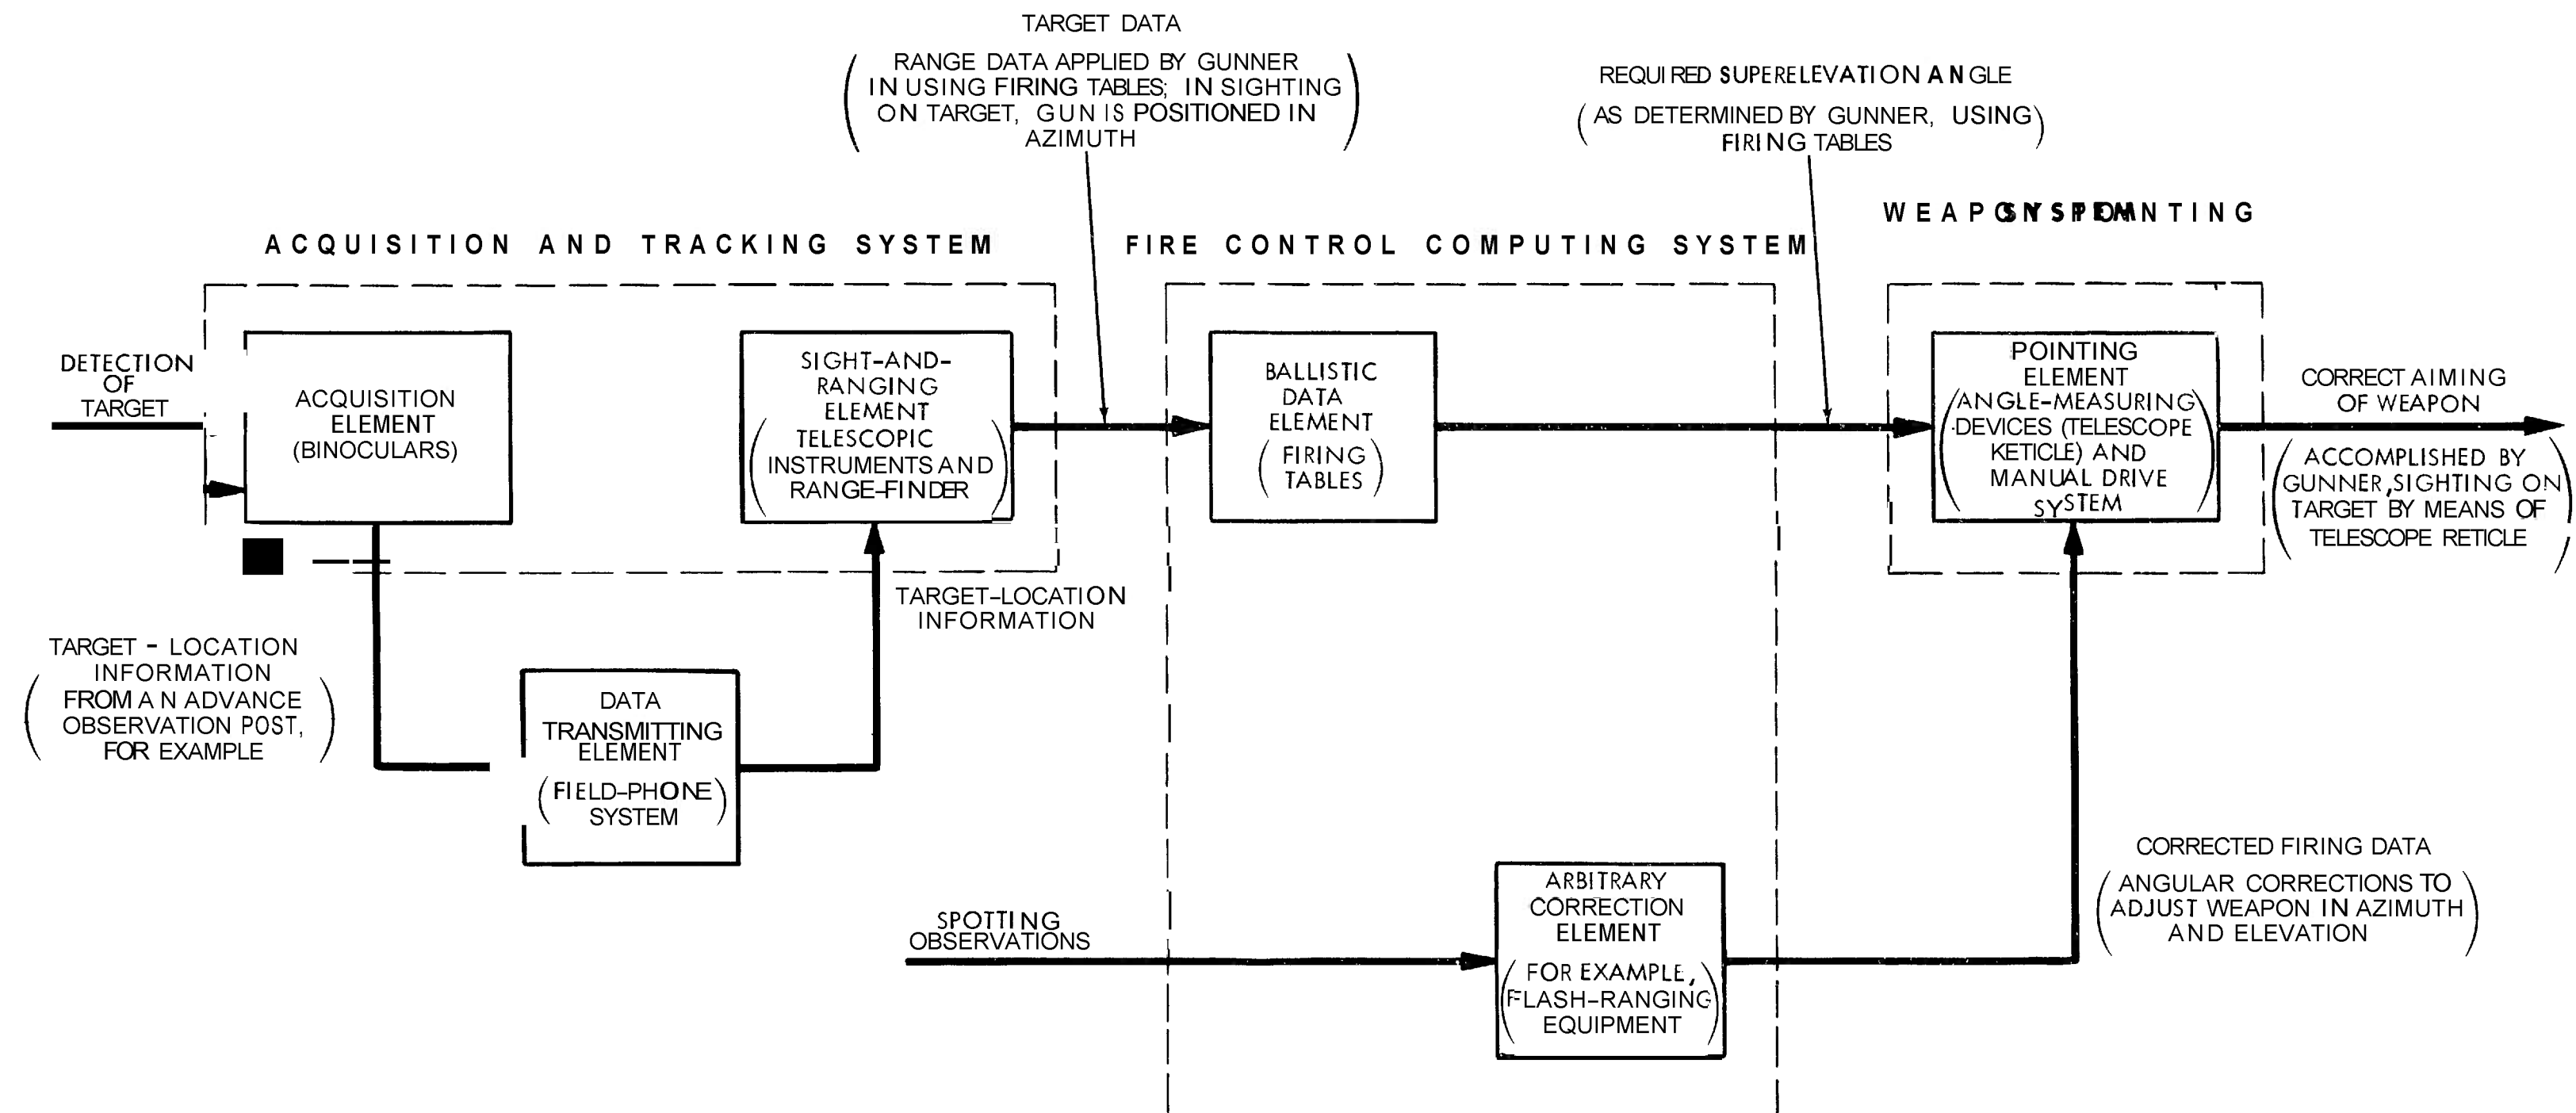 TARGET DATA
RANGE DATA APPLIED BY GUNNER
IN USING FIRING TABLES; IN SIGHTING
ON TARGET, GUN IS POSITIONED IN
AZIMUTH
REQUIRED SUPERELEVATION ANGLE
(AS DETERMINED BY GUNNER, USING)
FIRING TABLES
ACQUISITION AND TRACKING SYSTEM
FIRE CONTROL COMPUTING SYSTEM
WEAPON POINTING
SYSTEM
DETECTION
OF
TARGET
ACQUISITION
ELEMENT
(BINOCULARS)
SIGHT-AND-
RANGING
ELEMENT
TELESCOPIC
INSTRUMENTS AND
RANGE-FINDER
BALLISTIC
DATA
ELEMENT
(FIRING
TABLES)
POINTING
ELEMENT
(ANGLE-MEASURING
DEVICES (TELESCOPE
KETICLE) AND
MANUAL DRIVE
SYSTEM)
CORRECT AIMING
OF WEAPON
(ACCOMPLISHED BY
GUNNER, SIGHTING ON
TARGET BY MEANS OF
TELESCOPE RETICLE)
TARGET-LOCATION
INFORMATION
TARGET - LOCATION
INFORMATION
(FROM AN ADVANCE
OBSERVATION POST,
FOR EXAMPLE)
DATA
TRANSMITTING
ELEMENT
(FIELD-PHONE
SYSTEM)
SPOTTING
OBSERVATIONS
ARBITRARY
CORRECTION
ELEMENT
(FOR EXAMPLE,
FLASH-RANGING
EQUIPMENT)
CORRECTED FIRING DATA
(ANGULAR CORRECTIONS TO
ADJUST WEAPON IN AZIMUTH
AND ELEVATION)